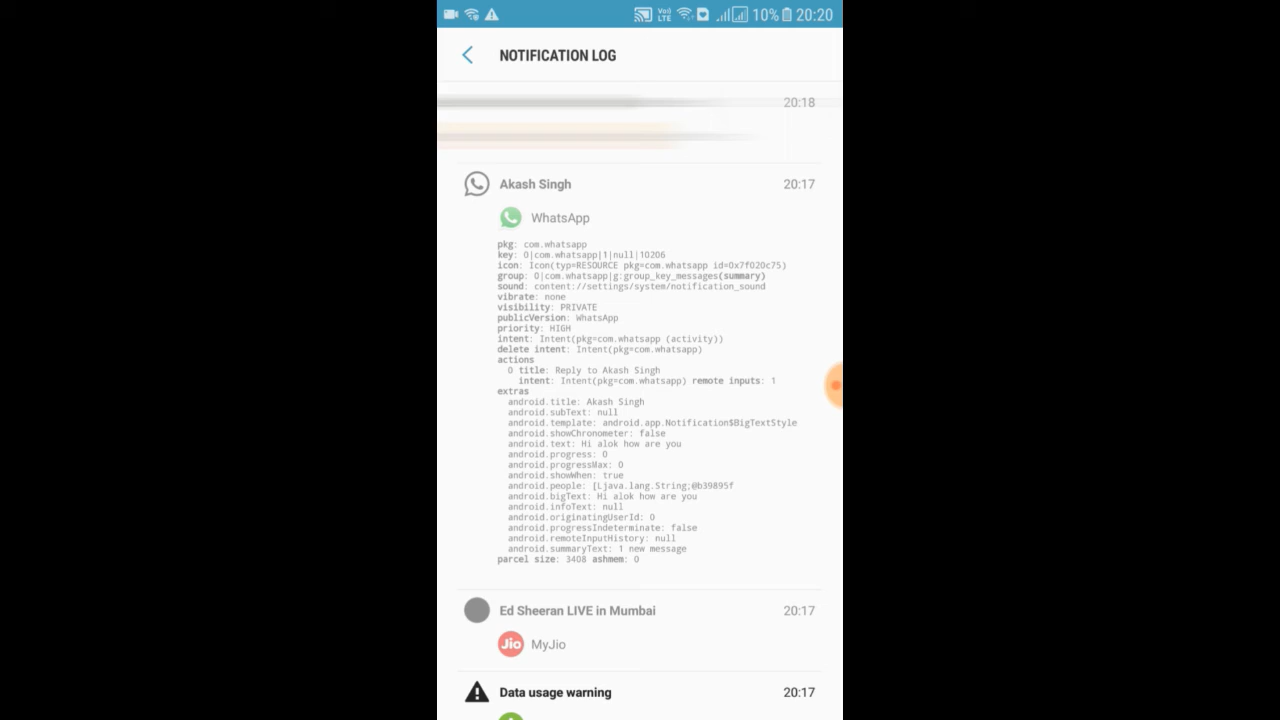 Vo) LTE 10% 20:20
NOTIFICATION LOG
20:18
Akash Singh 20:17
WhatsApp
pkg: com.whatsapp
key: 0|com.whatsapp|1|null|10206
icon: Icon(typ=RESOURCE pkg=com.whatsapp id=0x7f020c75)
group: 0|com.whatsapp|g:group_key_messages(summary)
sound: content://settings/system/notification_sound
vibrate: none
visibility: PRIVATE
publicVersion: WhatsApp
priority: HIGH
intent: Intent(pkg=com.whatsapp (activity))
delete intent: Intent(pkg=com.whatsapp)
actions
0 title: Reply to Akash Singh
intent: Intent(pkg=com.whatsapp) remote inputs: 1
extras
android.title: Akash Singh
android.subText: null
android.template: android.app.Notification$BigTextStyle
android.showChronometer: false
android.text: Hi alok how are you
android.progress: 0
android.progressMax: 0
android.showWhen: true
android.people: [Ljava.lang.String;@b39895f
android.bigText: Hi alok how are you
android.infoText: null
android.originatingUserId: 0
android.progressIndeterminate: false
android.remoteInputHistory: null
android.summaryText: 1 new message
parcel size: 3408 ashmem: 0
Ed Sheeran LIVE in Mumbai 20:17
Jio MyJio
Data usage warning 20:17